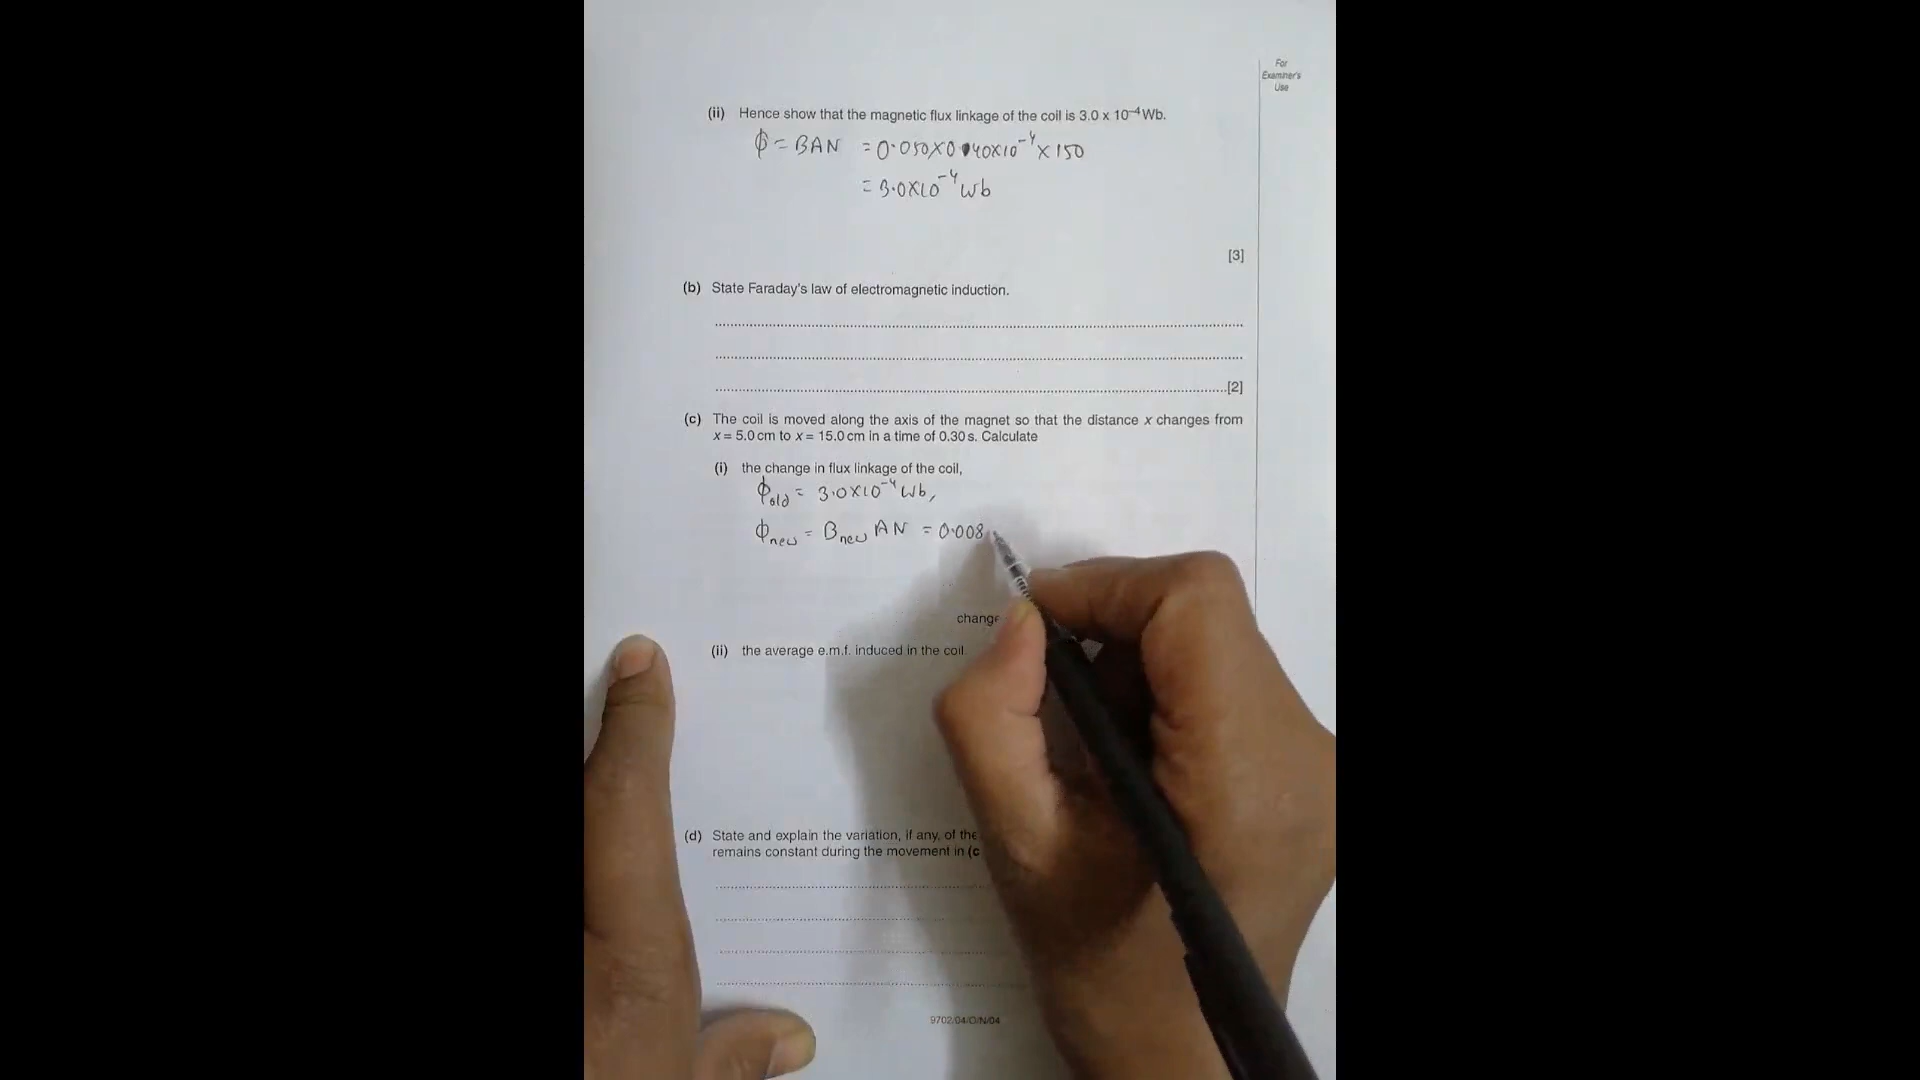 For
Examiner's
Use
(ii) Hence show that the magnetic flux linkage of the coil is 3.0 x 10⁻⁴ Wb.
ϕ = BAN = 0.050×0.40×10⁻⁴ × 150
= 3.0×10⁻⁴ Wb
[3]
(b) State Faraday's law of electromagnetic induction.
[2]
(c) The coil is moved along the axis of the magnet so that the distance x changes from
x = 5.0 cm to x = 15.0 cm in a time of 0.30 s. Calculate
(i) the change in flux linkage of the coil,
ϕold = 3.0×10⁻⁴ Wb,
ϕnew = Bnew AN = 0.008
change
(ii) the average e.m.f. induced in the coil.
(d) State and explain the variation, if any, of the
remains constant during the movement in (c
9702/04/O/N/04